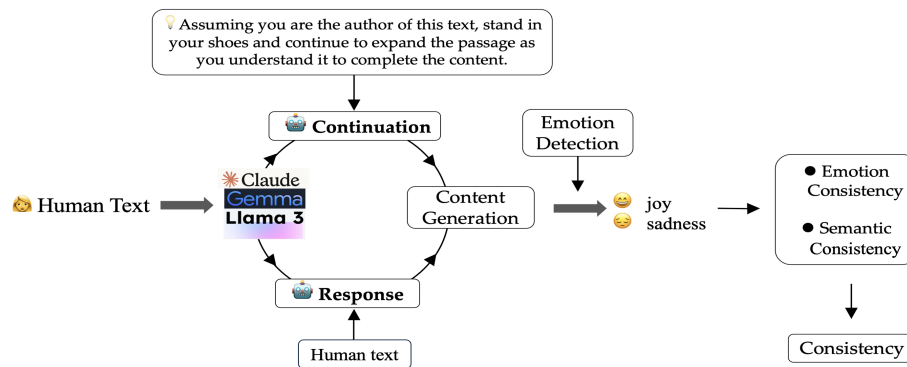 Assuming you are the author of this text, stand in
your shoes and continue to expand the passage as
you understand it to complete the content.
Continuation
Emotion
Detection
Human Text
Claude
Gemma
Llama 3
Content
Generation
joy
sadness
● Emotion
Consistency
● Semantic
Consistency
Response
Human text
Consistency